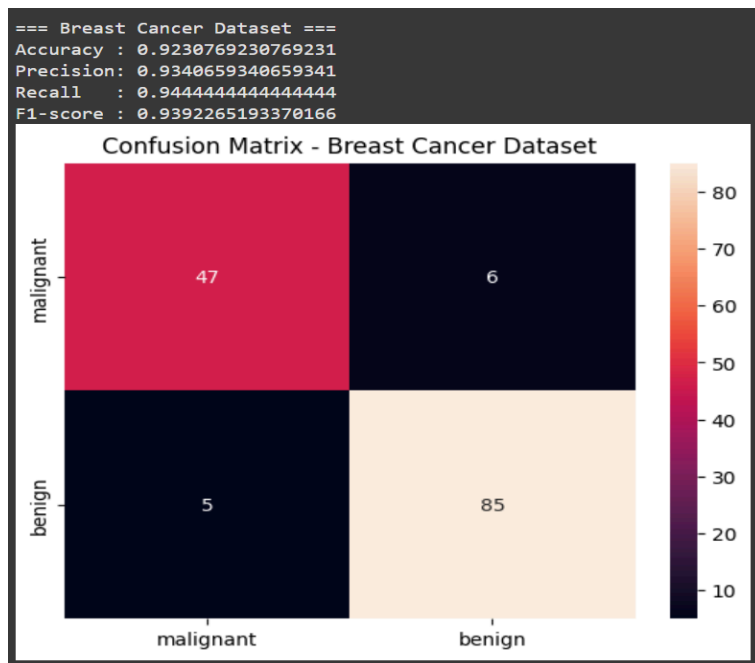 === Breast Cancer Dataset ===
Accuracy : 0.9230769230769231
Precision: 0.9340659340659341
Recall   : 0.9444444444444444
F1-score : 0.9392265193370166
Confusion Matrix - Breast Cancer Dataset
malignant
47
6
benign
5
85
malignant
benign
80
70
60
50
40
30
20
10